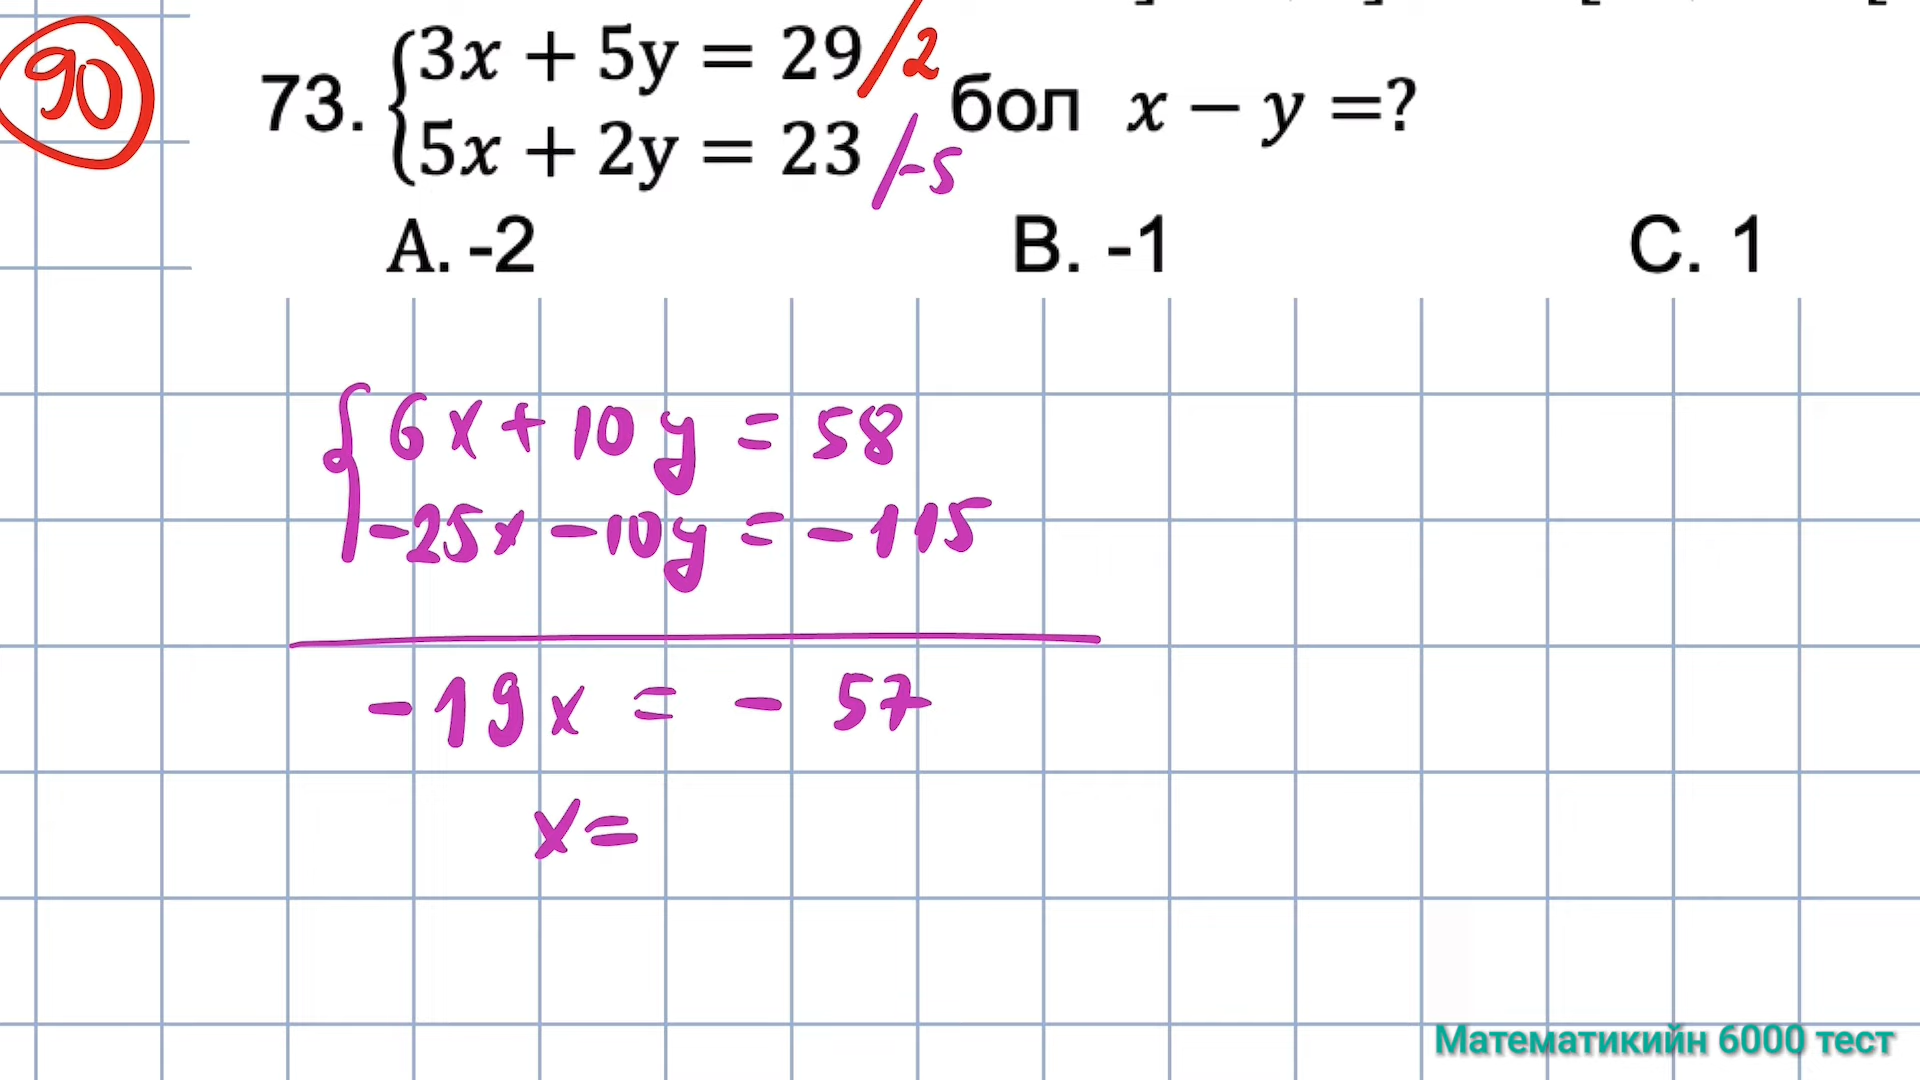 90
73. {3x + 5y = 29 /2
5x + 2y = 23 /-5
бол x − y =?
A. -2 B. -1 C. 1
{6x + 10y = 58
-25x - 10y = -115
-19x = - 57
x=
Математикийн 6000 тест